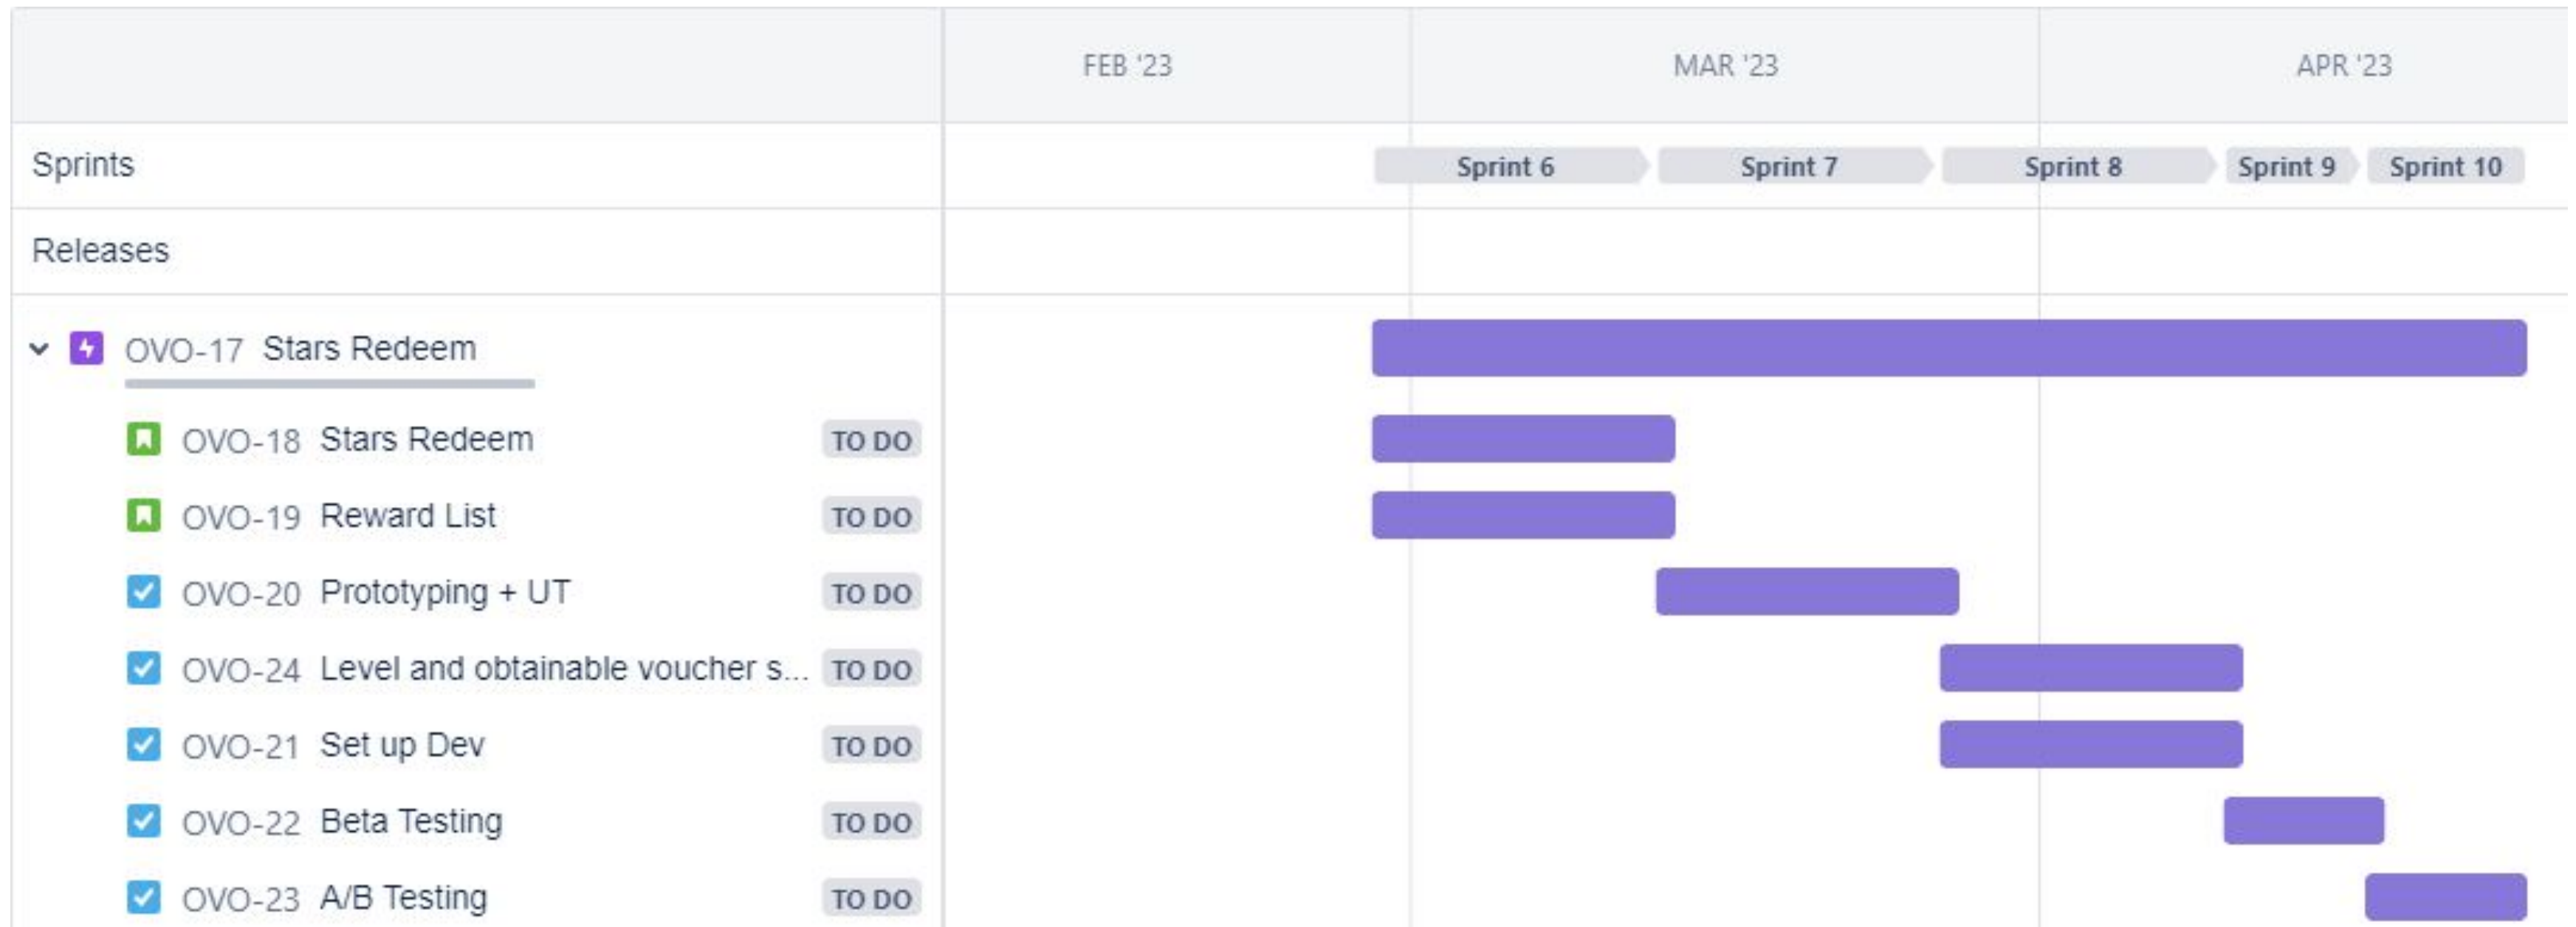 FEB '23 MAR '23 APR '23
Sprints Sprint 6 Sprint 7 Sprint 8 Sprint 9 Sprint 10
Releases
OVO-17 Stars Redeem
OVO-18 Stars Redeem TO DO
OVO-19 Reward List TO DO
OVO-20 Prototyping + UT TO DO
OVO-24 Level and obtainable voucher s... TO DO
OVO-21 Set up Dev TO DO
OVO-22 Beta Testing TO DO
OVO-23 A/B Testing TO DO